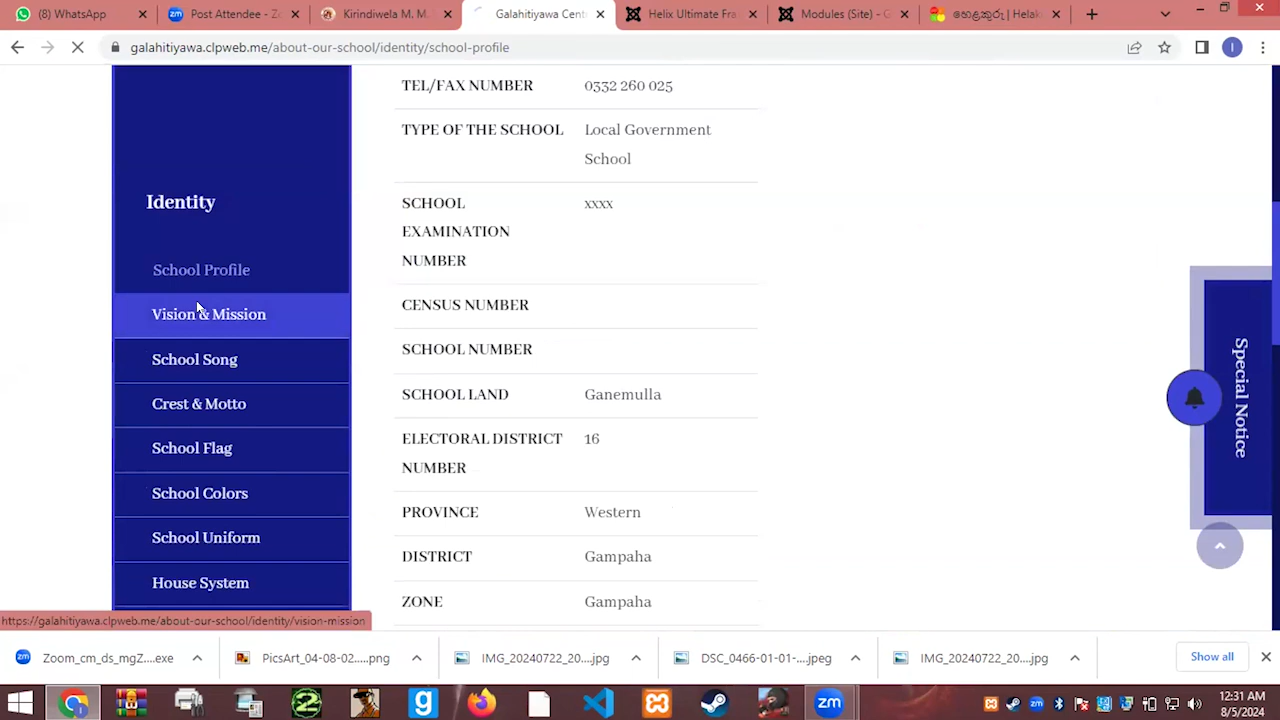 (8) WhatsApp
Post Attendee - Z
Kirindiwela M. M.
Galahitiyawa Cent
Helix Ultimate Fra
Modules (Site) - G
හෙළකුරු | Helaku
galahitiyawa.clpweb.me/about-our-school/identity/school-profile
TEL/FAX NUMBER 0332 260 025
TYPE OF THE SCHOOL Local Government
School
Identity
SCHOOL xxxx
EXAMINATION
NUMBER
School Profile
CENSUS NUMBER
Vision & Mission
SCHOOL NUMBER
School Song
SCHOOL LAND Ganemulla
Crest & Motto
ELECTORAL DISTRICT 16
NUMBER
School Flag
School Colors
PROVINCE Western
School Uniform
DISTRICT Gampaha
House System
ZONE Gampaha
Special Notice
https://galahitiyawa.clpweb.me/about-our-school/identity/vision-mission
Zoom_cm_ds_mgZ....exe
PicsArt_04-08-02.....png
IMG_20240722_20....jpg
DSC_0466-01-01-....jpeg
IMG_20240722_20....jpg
Show all
12:31 AM
8/5/2024